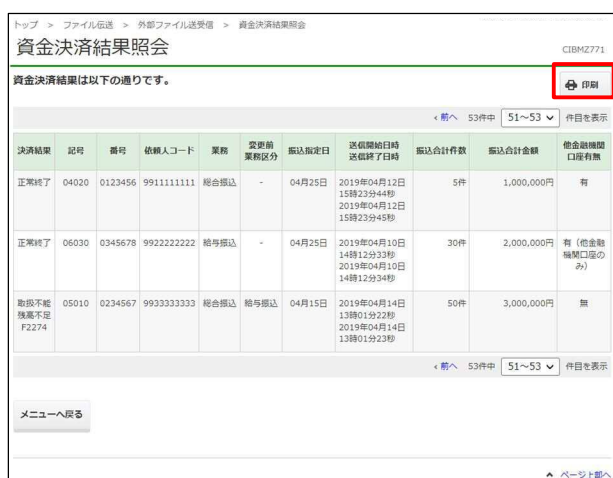 トップ > ファイル伝送 > 外部ファイル送受信 > 資金決済結果照会
資金決済結果照会
CIBMZ771
資金決済結果は以下の通りです。
印刷
‹前へ 53件中 51～53 件目を表示
決済結果 記号 番号 依頼人コード 業務 変更前業務区分 振込指定日 送信開始日時 送信終了日時 振込合計件数 振込合計金額 他金融機関口座有無
正常終了 04020 0123456 9911111111 総合振込 - 04月25日 2019年04月12日 15時23分44秒 2019年04月12日 15時23分45秒 5件 1,000,000円 有
正常終了 06030 0345678 9922222222 給与振込 - 04月25日 2019年04月10日 14時12分33秒 2019年04月10日 14時12分34秒 30件 2,000,000円 有（他金融機関口座のみ）
取扱不能 残高不足 F2274 05010 0234567 9933333333 総合振込 給与振込 04月15日 2019年04月14日 13時01分22秒 2019年04月14日 13時01分23秒 50件 3,000,000円 無
‹前へ 53件中 51～53 件目を表示
メニューへ戻る
ページ上部へ